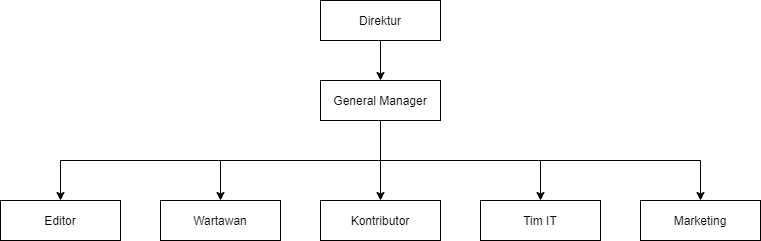 Direktur
General Manager
Editor
Wartawan
Kontributor
Tim IT
Marketing